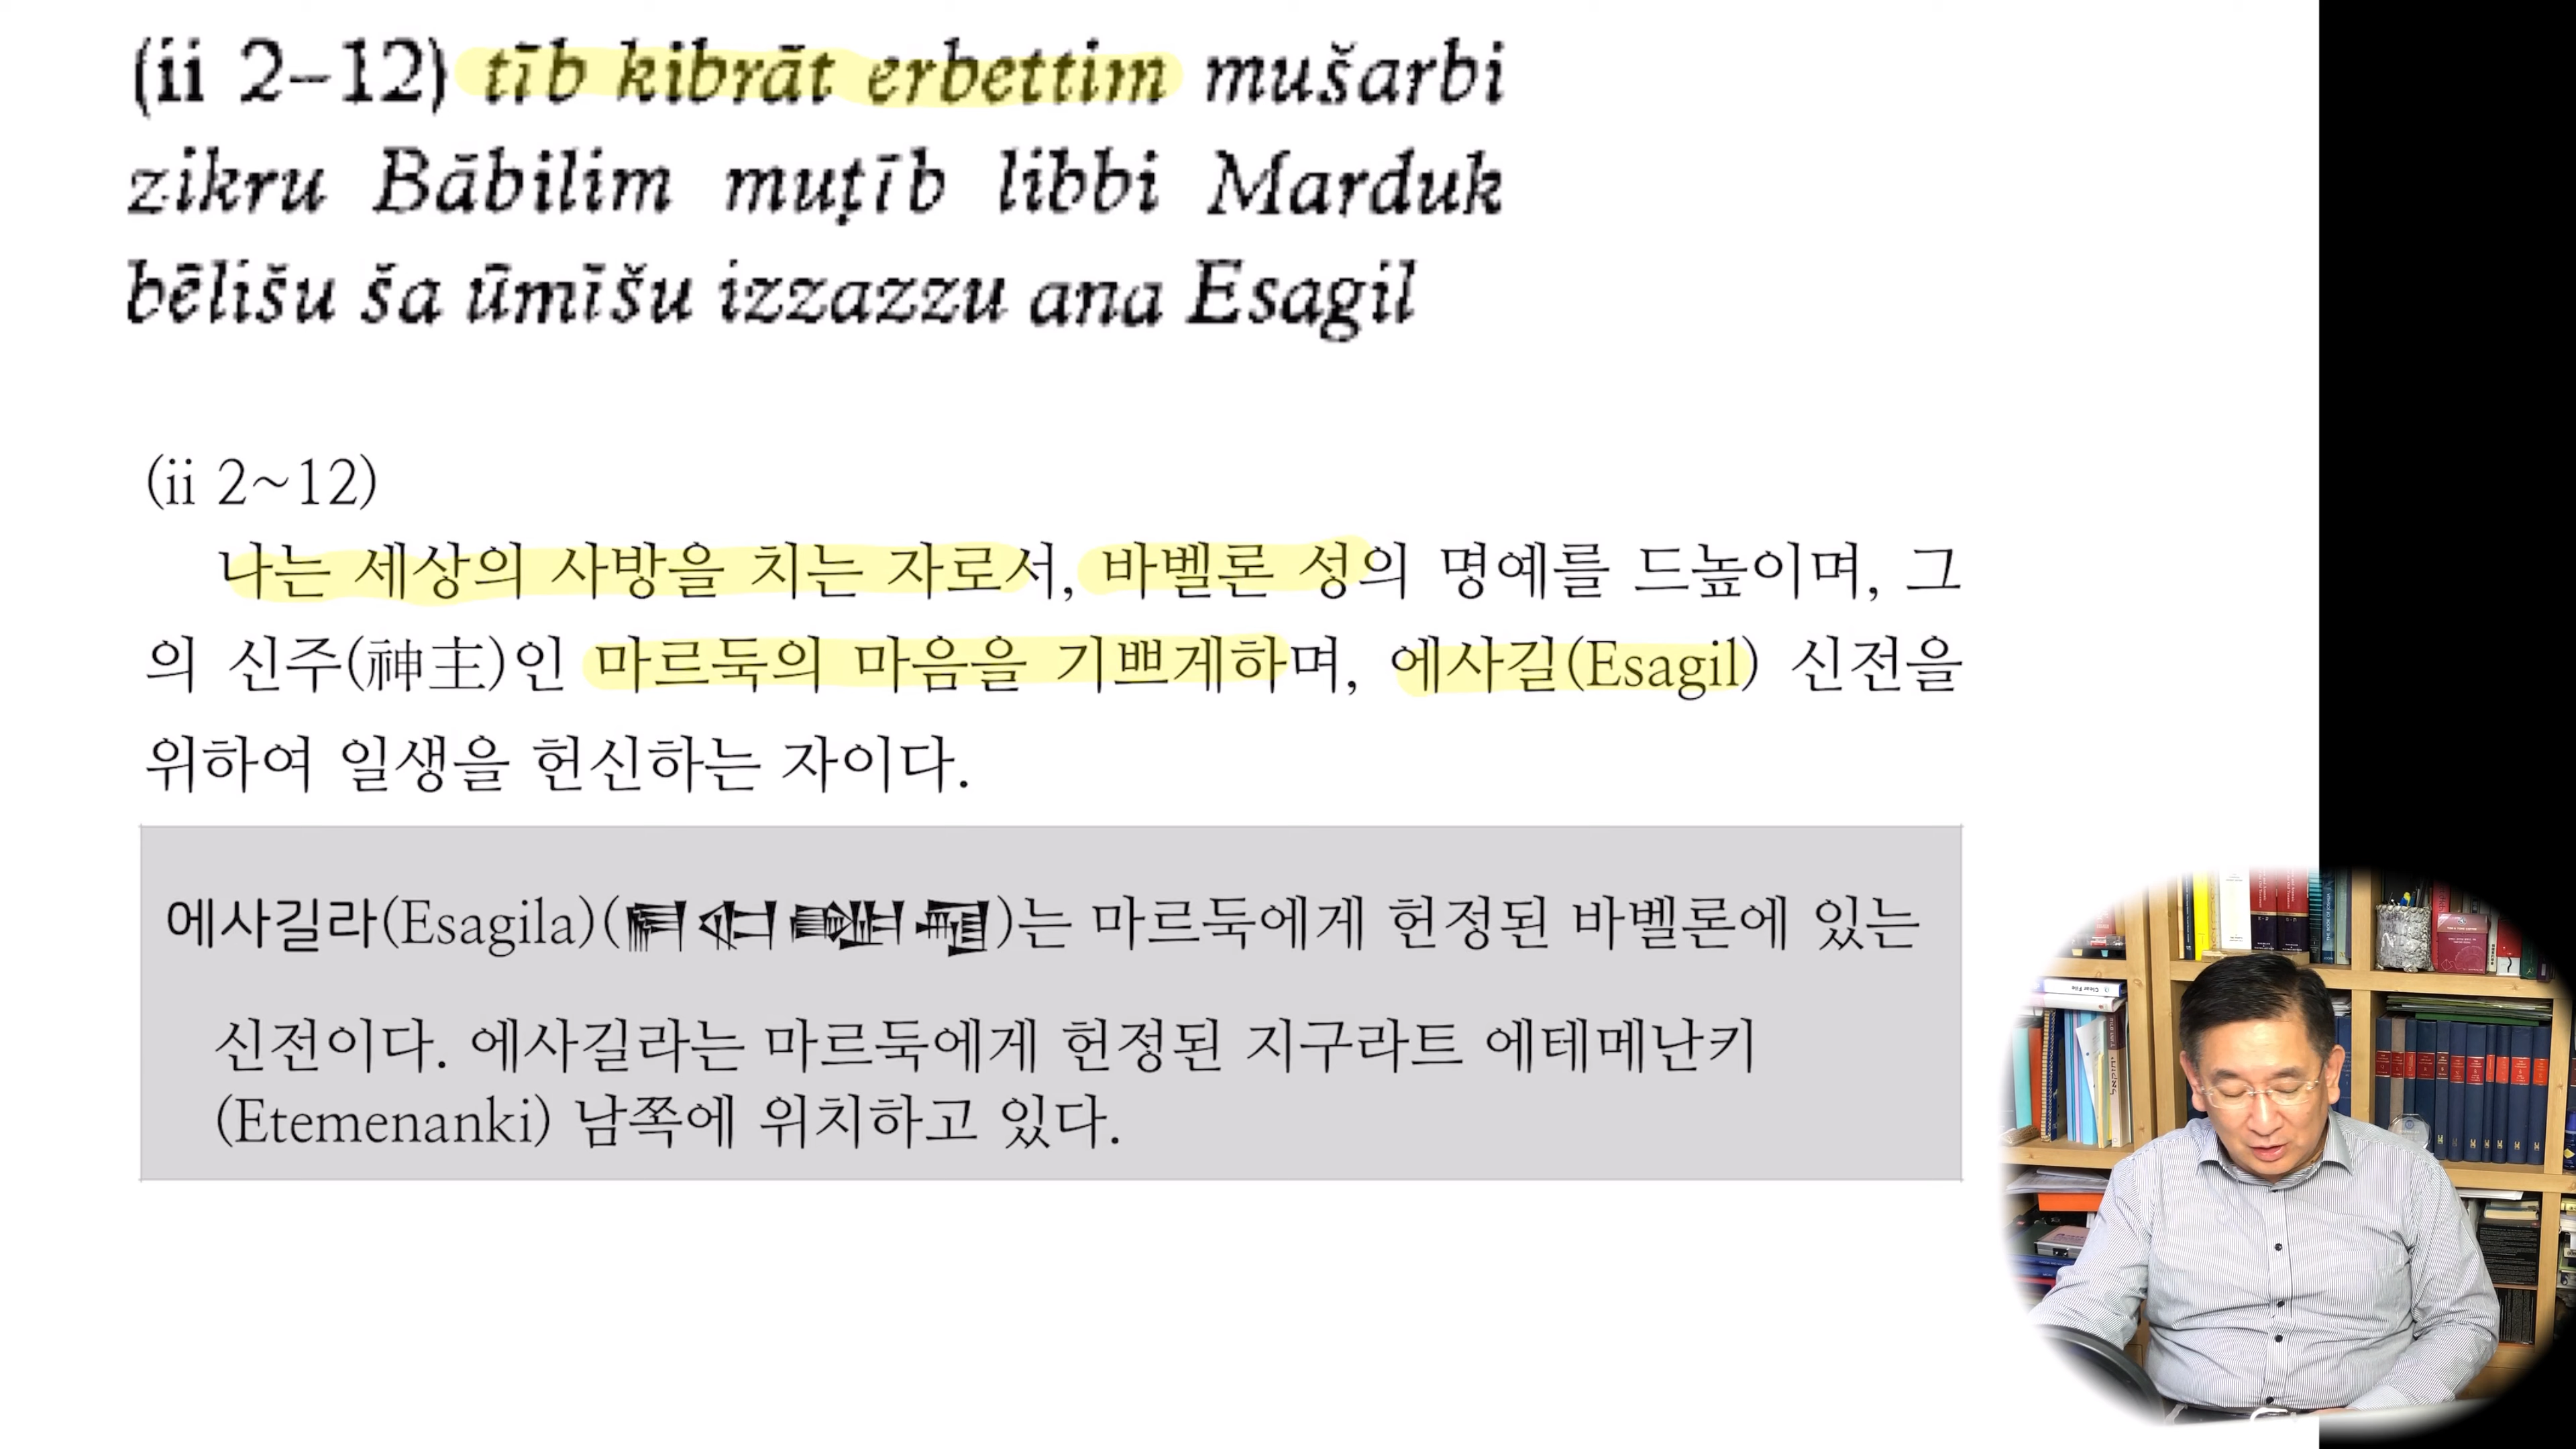 (ii 2–12) tīb kibrāt erbettim mušarbi
zikru Bābilim muṭīb libbi Marduk
bēlišu ša ūmīšu izzazzu ana Esagil
(ii 2~12)
나는 세상의 사방을 치는 자로서, 바벨론 성의 명예를 드높이며, 그
의 신주(神主)인 마르둑의 마음을 기쁘게하며, 에사길(Esagil) 신전을
위하여 일생을 헌신하는 자이다.
에사길라(Esagila)(𒂍𒊕𒅍𒆷)는 마르둑에게 헌정된 바벨론에 있는
신전이다. 에사길라는 마르둑에게 헌정된 지구라트 에테메난키
(Etemenanki) 남쪽에 위치하고 있다.